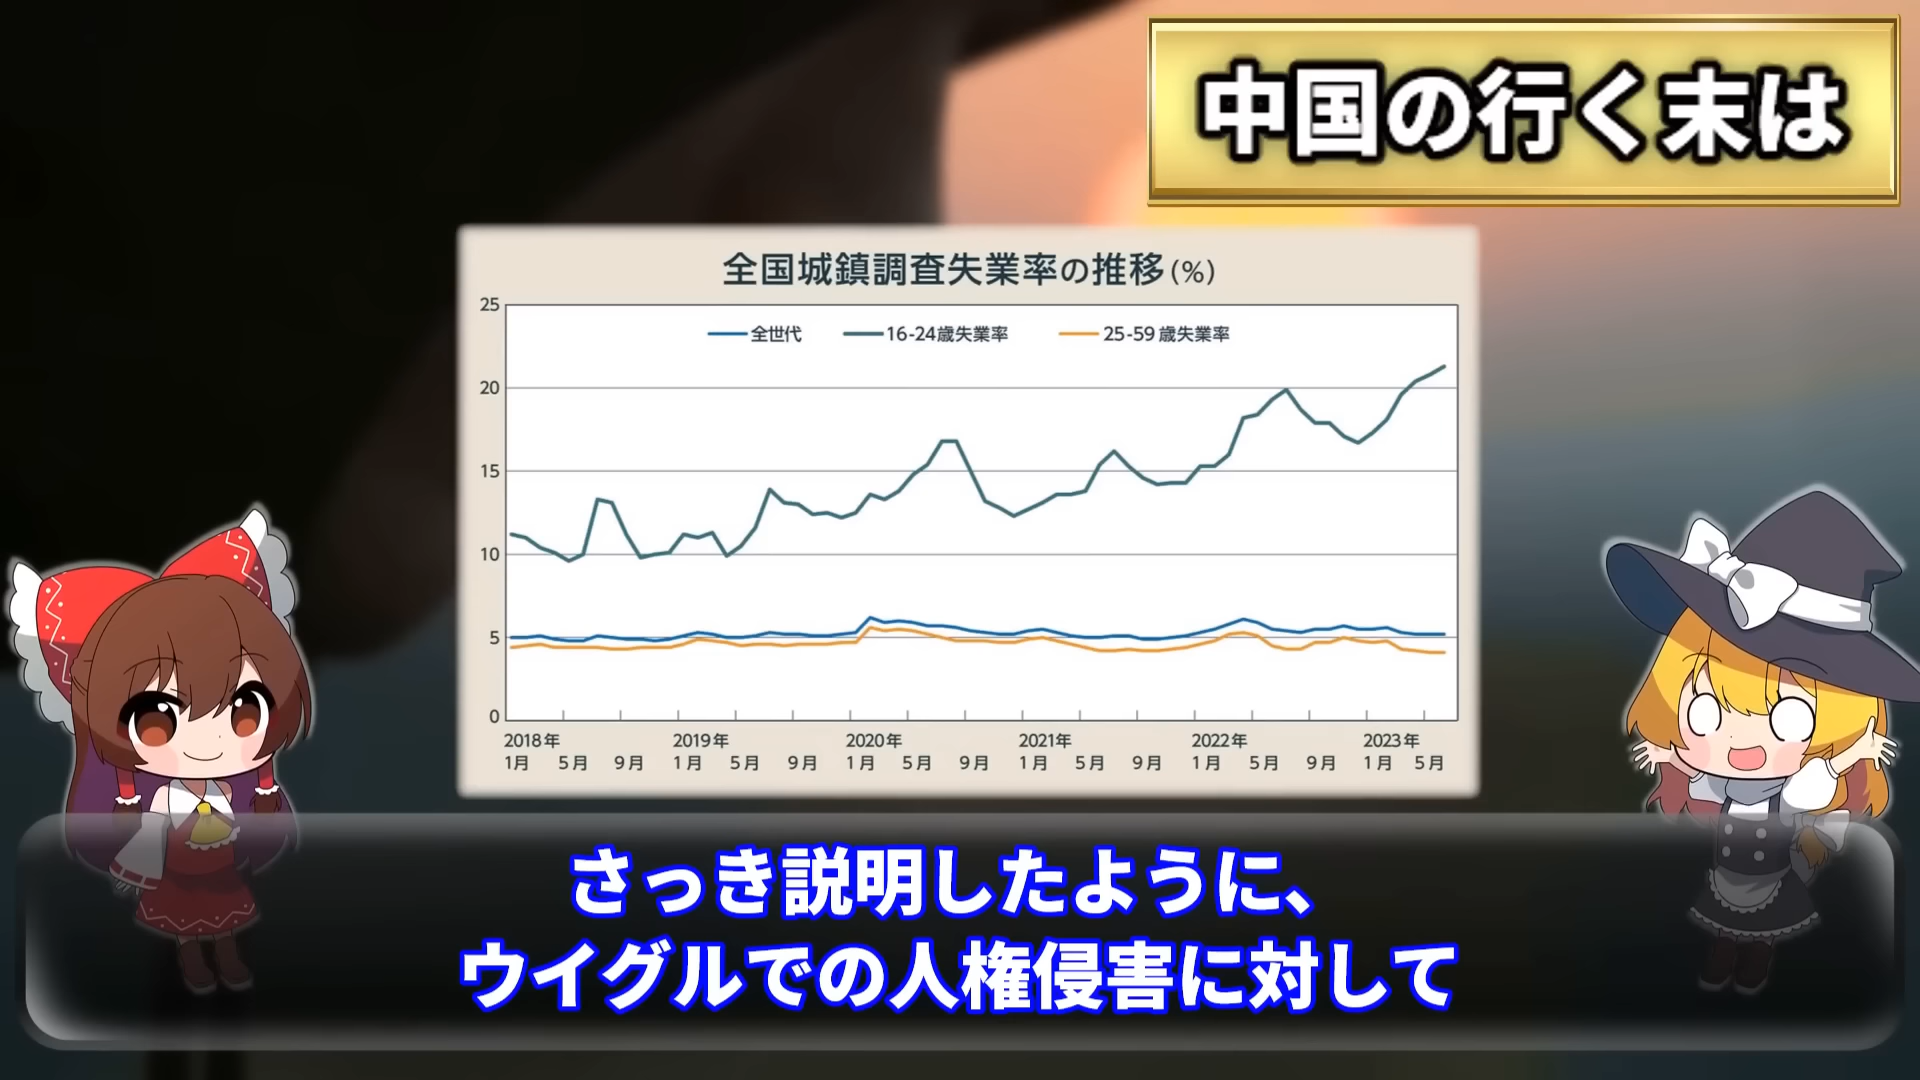 中国の行く末は
全国城鎮調査失業率の推移(%)
25
全世代 16-24歳失業率 25-59歳失業率
20
15
10
5
0
2018年 2019年 2020年 2021年 2022年 2023年
1月 5月 9月 1月 5月 9月 1月 5月 9月 1月 5月 9月 1月 5月 9月 1月 5月
さっき説明したように、
ウイグルでの人権侵害に対して